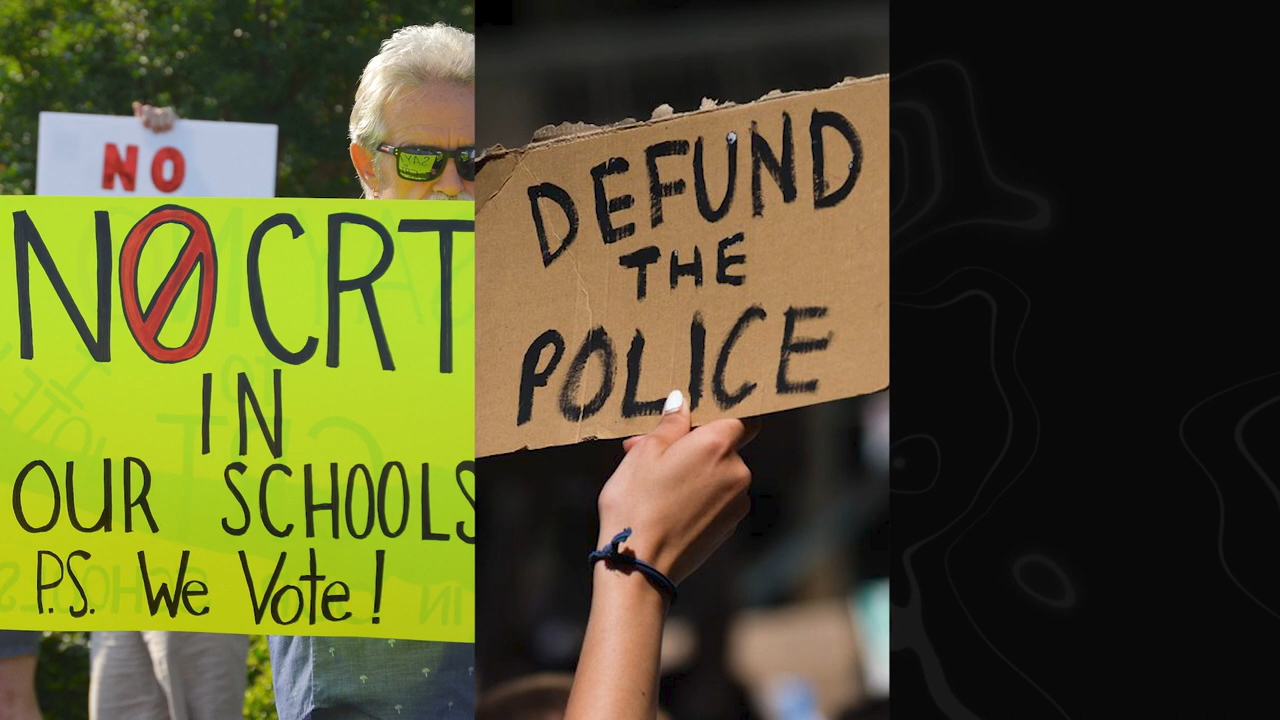 NO
NO CRT
IN
OUR SCHOOLS
P.S. We Vote!
DEFUND
THE
POLICE